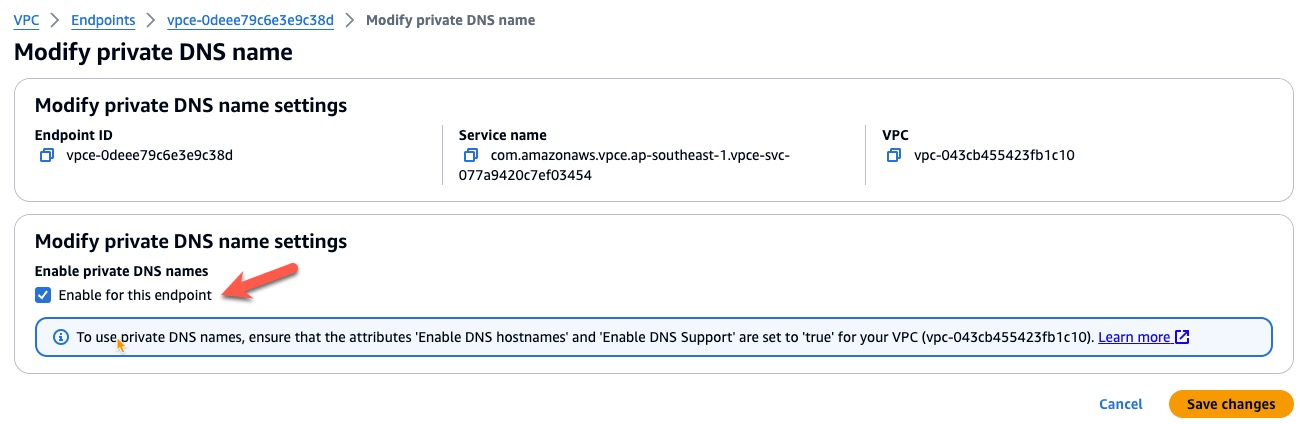 VPC > Endpoints > vpce-0deee79c6e3e9c38d > Modify private DNS name
Modify private DNS name
Modify private DNS name settings
Endpoint ID
vpce-0deee79c6e3e9c38d
Service name
com.amazonaws.vpce.ap-southeast-1.vpce-svc-
077a9420c7ef03454
VPC
vpc-043cb455423fb1c10
Modify private DNS name settings
Enable private DNS names
Enable for this endpoint
To use private DNS names, ensure that the attributes 'Enable DNS hostnames' and 'Enable DNS Support' are set to 'true' for your VPC (vpc-043cb455423fb1c10). Learn more
Cancel
Save changes